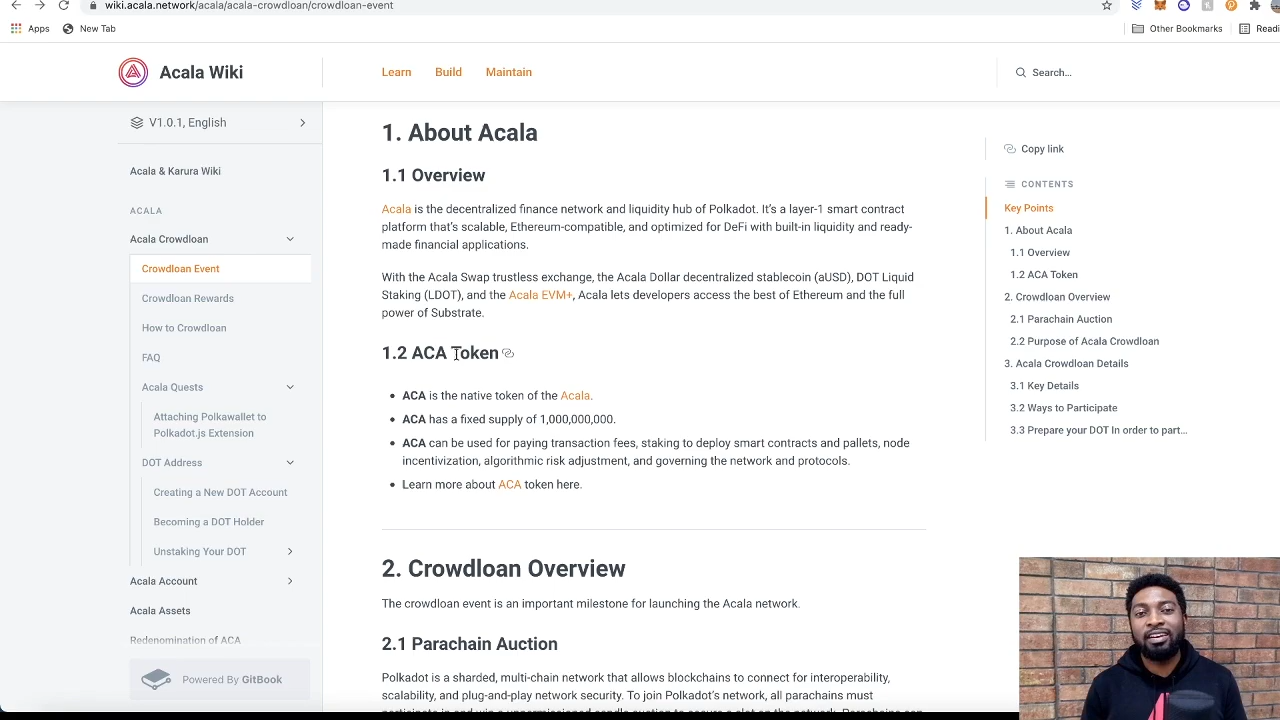 wiki.acala.network/acala/acala-crowdloan/crowdloan-event
Apps
New Tab
Other Bookmarks
Readi
Acala Wiki
Learn
Build
Maintain
Search...
V1.0.1, English
Acala & Karura Wiki
ACALA
Acala Crowdloan
Crowdloan Event
Crowdloan Rewards
How to Crowdloan
FAQ
Acala Quests
Attaching Polkawallet to
Polkadot.js Extension
DOT Address
Creating a New DOT Account
Becoming a DOT Holder
Unstaking Your DOT
Acala Account
Acala Assets
Redenomination of ACA
Powered By GitBook
1. About Acala
1.1 Overview
Acala is the decentralized finance network and liquidity hub of Polkadot. It's a layer-1 smart contract
platform that's scalable, Ethereum-compatible, and optimized for DeFi with built-in liquidity and ready-
made financial applications.
With the Acala Swap trustless exchange, the Acala Dollar decentralized stablecoin (aUSD), DOT Liquid
Staking (LDOT), and the Acala EVM+, Acala lets developers access the best of Ethereum and the full
power of Substrate.
1.2 ACA Token
• ACA is the native token of the Acala.
• ACA has a fixed supply of 1,000,000,000.
• ACA can be used for paying transaction fees, staking to deploy smart contracts and pallets, node
incentivization, algorithmic risk adjustment, and governing the network and protocols.
• Learn more about ACA token here.
2. Crowdloan Overview
The crowdloan event is an important milestone for launching the Acala network.
2.1 Parachain Auction
Polkadot is a sharded, multi-chain network that allows blockchains to connect for interoperability,
scalability, and plug-and-play network security. To join Polkadot's network, all parachains must
Copy link
CONTENTS
Key Points
1. About Acala
1.1 Overview
1.2 ACA Token
2. Crowdloan Overview
2.1 Parachain Auction
2.2 Purpose of Acala Crowdloan
3. Acala Crowdloan Details
3.1 Key Details
3.2 Ways to Participate
3.3 Prepare your DOT In order to part...